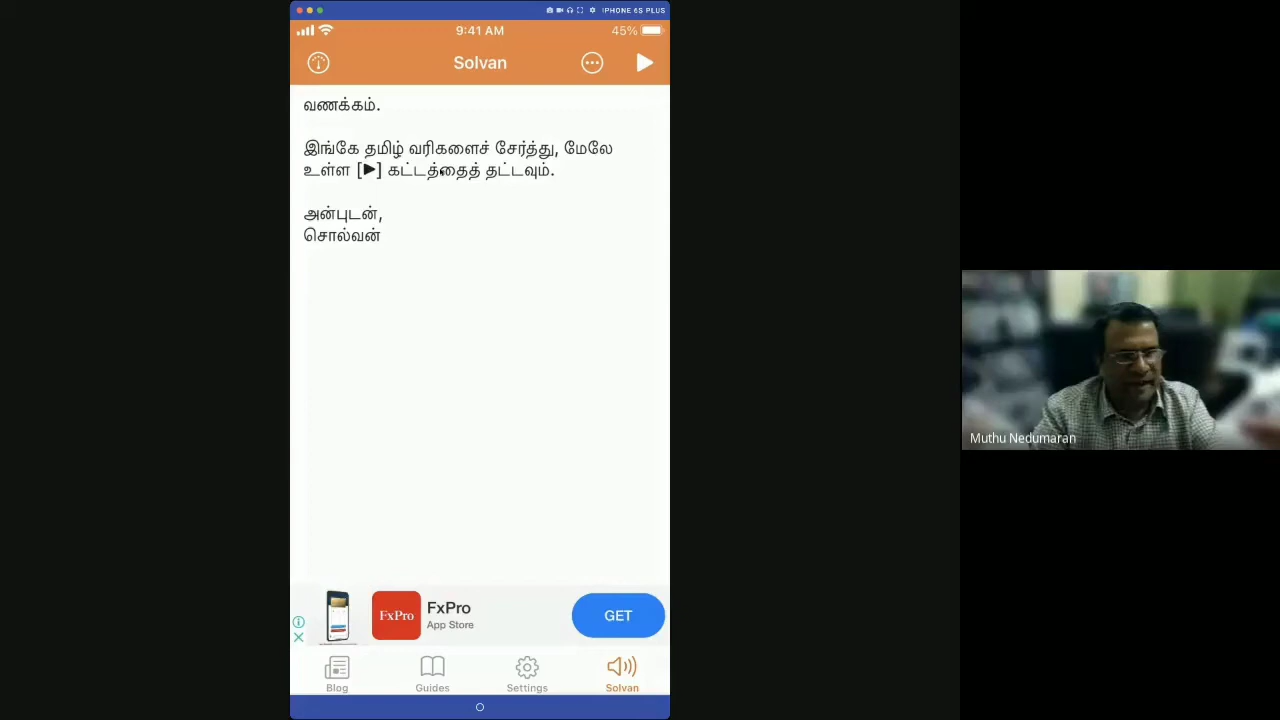 IPHONE 6S PLUS
9:41 AM
45%
Solvan
வணக்கம்.
இங்கே தமிழ் வரிகளைச் சேர்த்து, மேலே
உள்ள [▶] கட்டத்தைத் தட்டவும்.
அன்புடன்,
சொல்வன்
FxPro
FxPro
App Store
GET
Blog
Guides
Settings
Solvan
Muthu Nedumaran